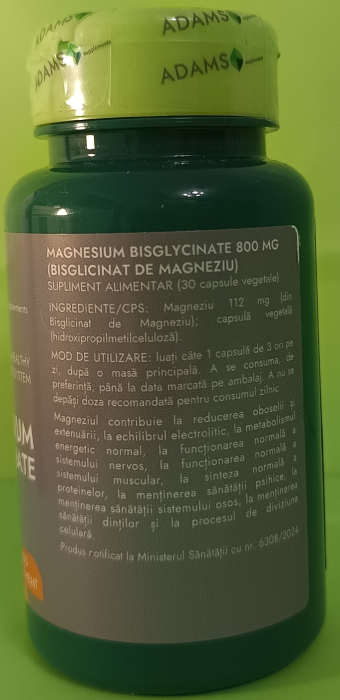 ADAMS
ADAMS
ADAMS supplements
ADAMS
MAGNESIUM BISGLYCINATE 800 MG
(BISGLICINAT DE MAGNEZIU)
SUPLIMENT ALIMENTAR (30 capsule vegetale)
INGREDIENTE/CPS: Magneziu 112 mg (din
Bisglicinat de Magneziu); capsulă vegetală
(hidroxipropilmetilceluloză).
MOD DE UTILIZARE: luați câte 1 capsulă de 3 ori pe
zi, după o masă principală. A se consuma, de
preferință, până la data marcată pe ambalaj. A nu se
depăși doza recomandată pentru consumul zilnic.
Magneziul contribuie la reducerea oboselii și
extenuării, la echilibrul electrolitic, la metabolismul
energetic normal, la funcționarea normală a
sistemului nervos, la funcționarea normală a
sistemului muscular, la sinteza normală a
proteinelor, la menținerea sănătății psihice, la
menținerea sănătății sistemului osos, la menținerea
sănătății dinților și la procesul de diviziune
celulară.
Produs notificat la Ministerul Sănătății cu nr. 6308/2004